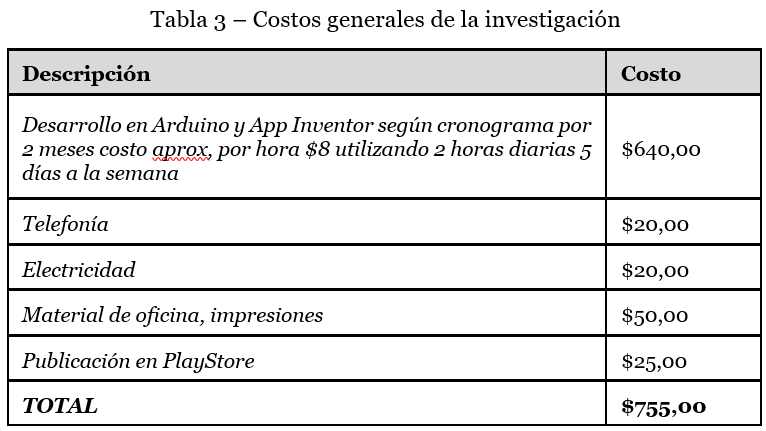 Tabla 3 – Costos generales de la investigación
Descripción Costo
Desarrollo en Arduino y App Inventor según cronograma por
2 meses costo aprox, por hora $8 utilizando 2 horas diarias 5
días a la semana
$640,00
Telefonía $20,00
Electricidad $20,00
Material de oficina, impresiones $50,00
Publicación en PlayStore $25,00
TOTAL $755,00